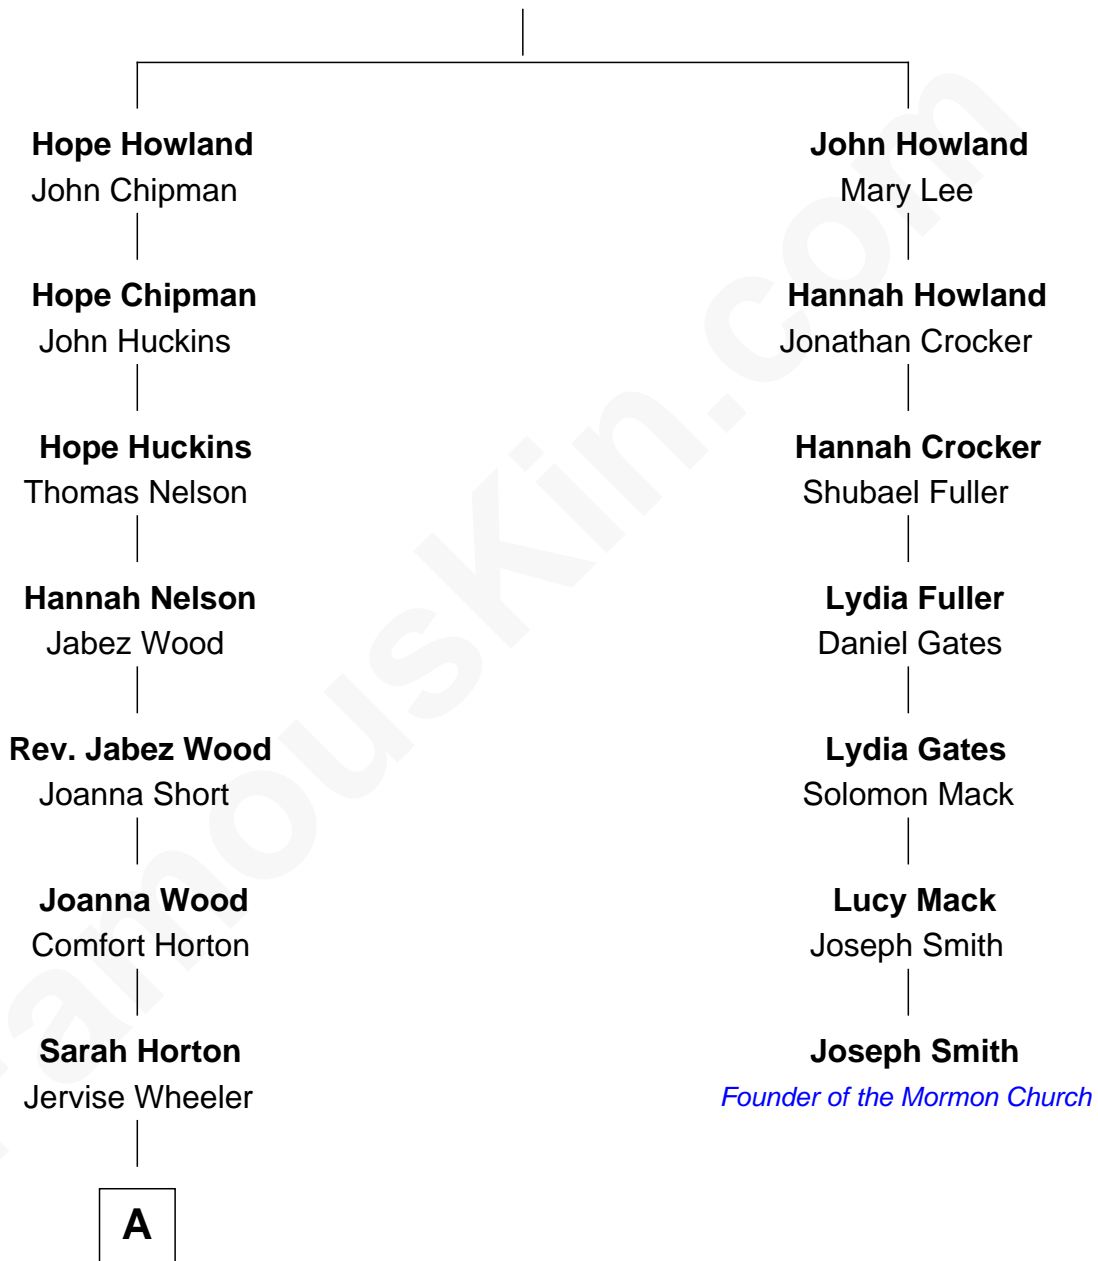 Hope Howland
John Chipman
Hope Chipman
John Huckins
Hope Huckins
Thomas Nelson
Hannah Nelson
Jabez Wood
Rev. Jabez Wood
Joanna Short
Joanna Wood
Comfort Horton
Sarah Horton
Jervise Wheeler
A
John Howland
Mary Lee
Hannah Howland
Jonathan Crocker
Hannah Crocker
Shubael Fuller
Lydia Fuller
Daniel Gates
Lydia Gates
Solomon Mack
Lucy Mack
Joseph Smith
Joseph Smith
Founder of the Mormon Church
FamousKin.com